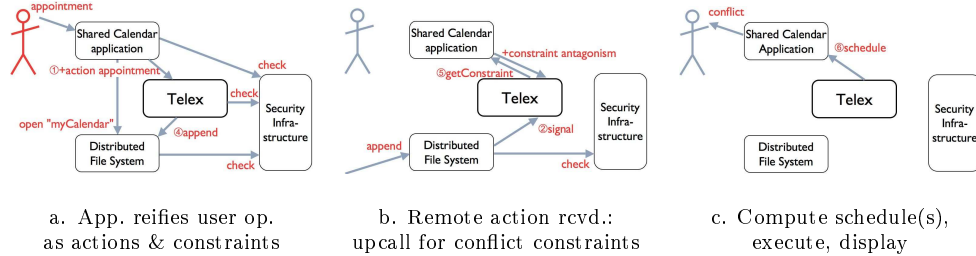 appointment
Shared Calendar
application
①+action appointment
check
Telex
check
open "myCalendar"
④append
Distributed
File System
check
Security
Infra-
structure
a. App. reifies user op.
as actions & constraints
Shared Calendar
application
+constraint antagonism
⑤getConstraint
Telex
②signal
append
Distributed
File System
check
Security
Infra-
structure
b. Remote action rcvd.:
upcall for conflict constraints
conflict
Shared Calendar
Application
⑥schedule
Telex
Distributed
File System
Security
Infra-
structure
c. Compute schedule(s),
execute, display